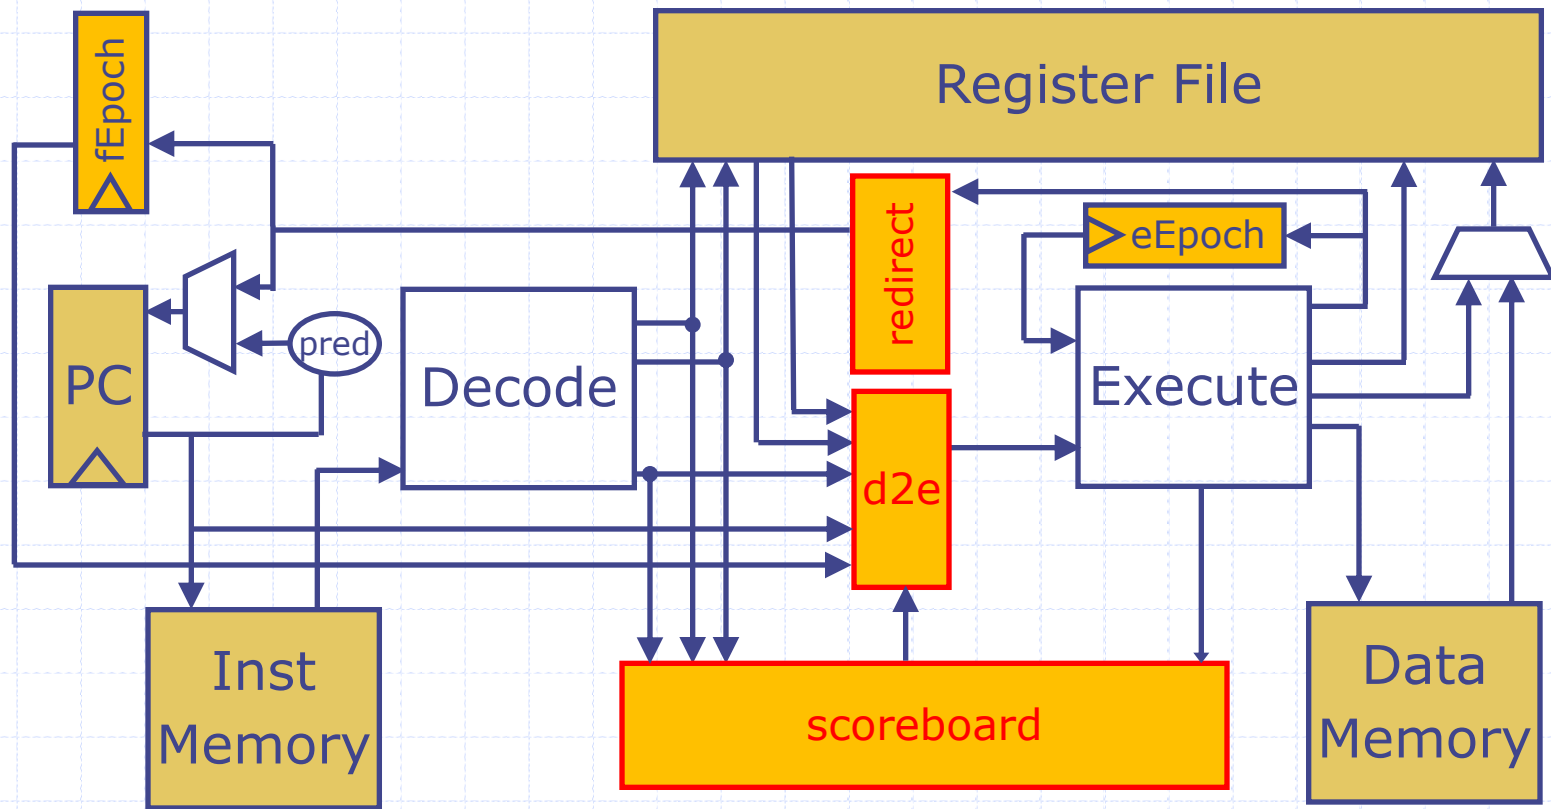 fEpoch
Register File
redirect
eEpoch
pred
PC
Decode
Execute
d2e
Inst
Memory
scoreboard
Data
Memory